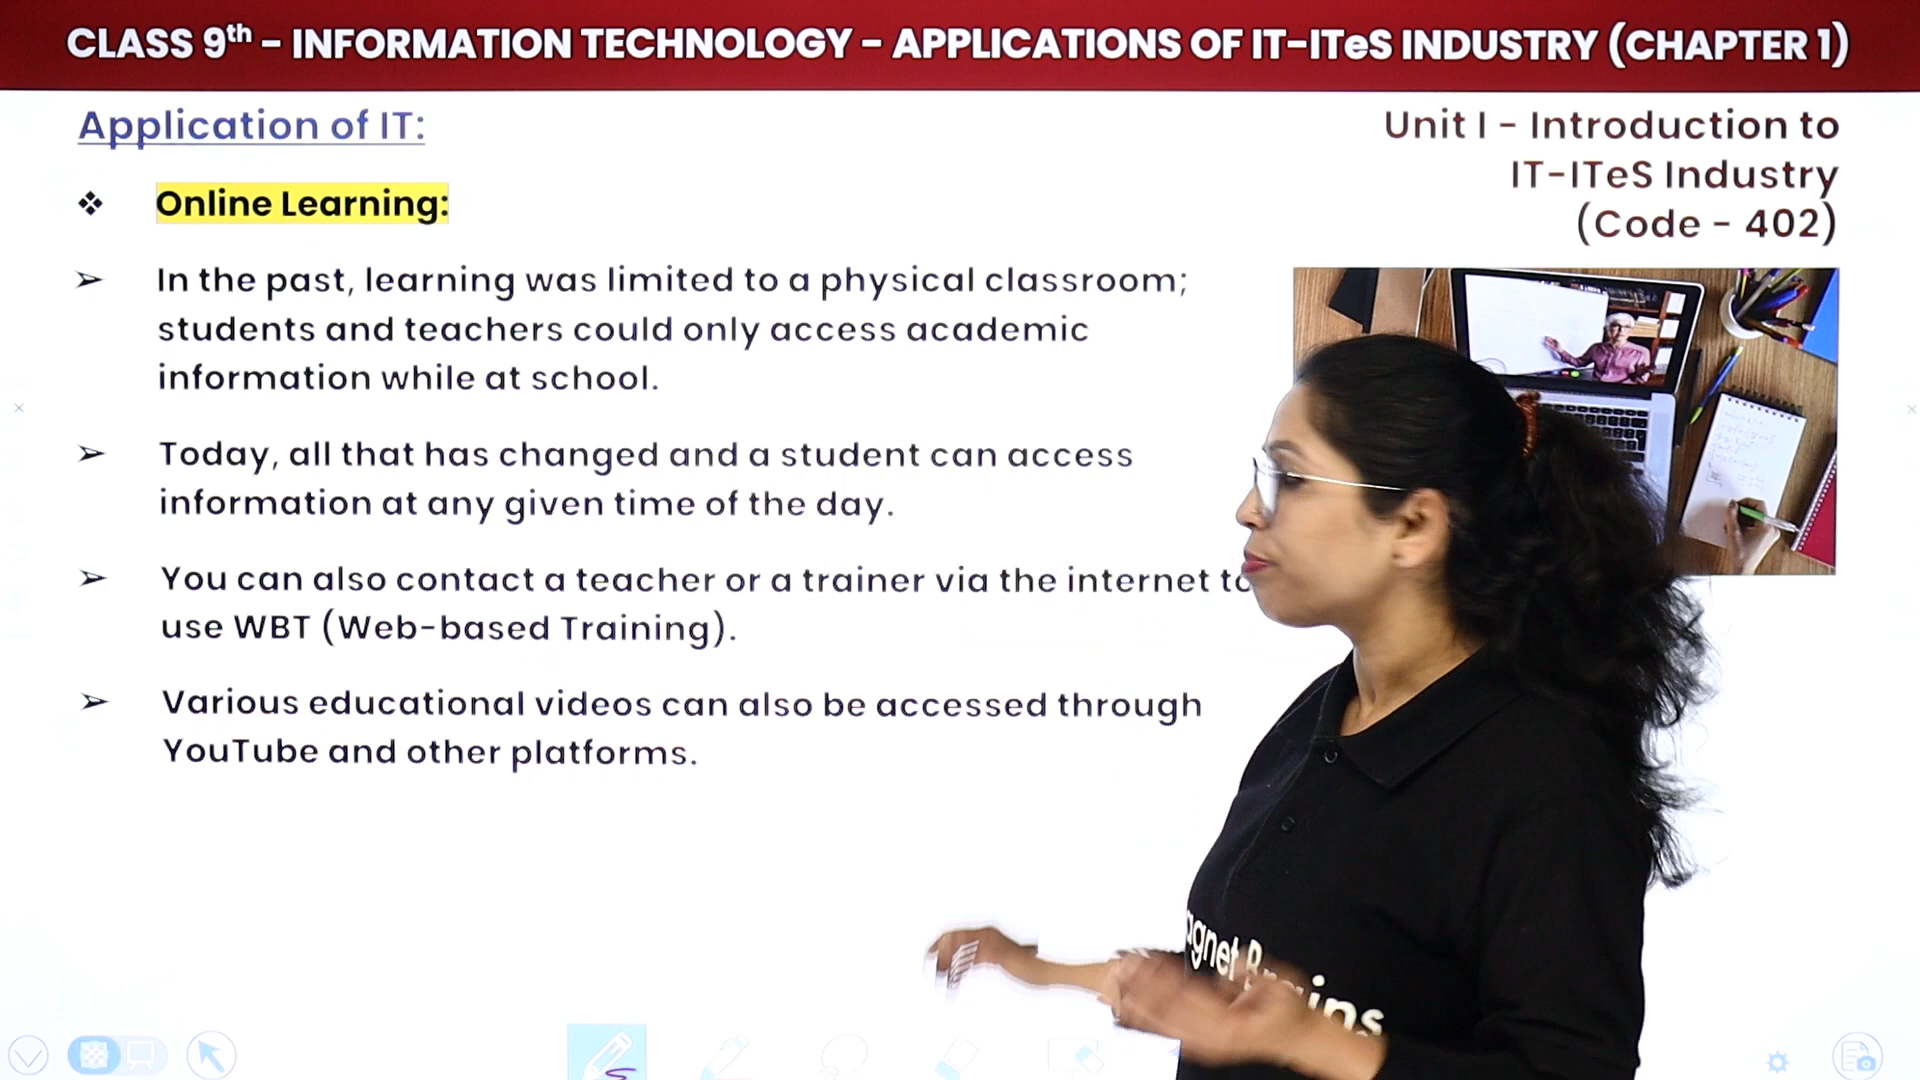 CLASS 9th - INFORMATION TECHNOLOGY - APPLICATIONS OF IT-ITeS INDUSTRY (CHAPTER 1)
Application of IT:
Unit I - Introduction to
IT-ITeS Industry
(Code - 402)
❖ Online Learning:
➢ In the past, learning was limited to a physical classroom;
students and teachers could only access academic
information while at school.
➢ Today, all that has changed and a student can access
information at any given time of the day.
➢ You can also contact a teacher or a trainer via the internet to
use WBT (Web-based Training).
➢ Various educational videos can also be accessed through
YouTube and other platforms.